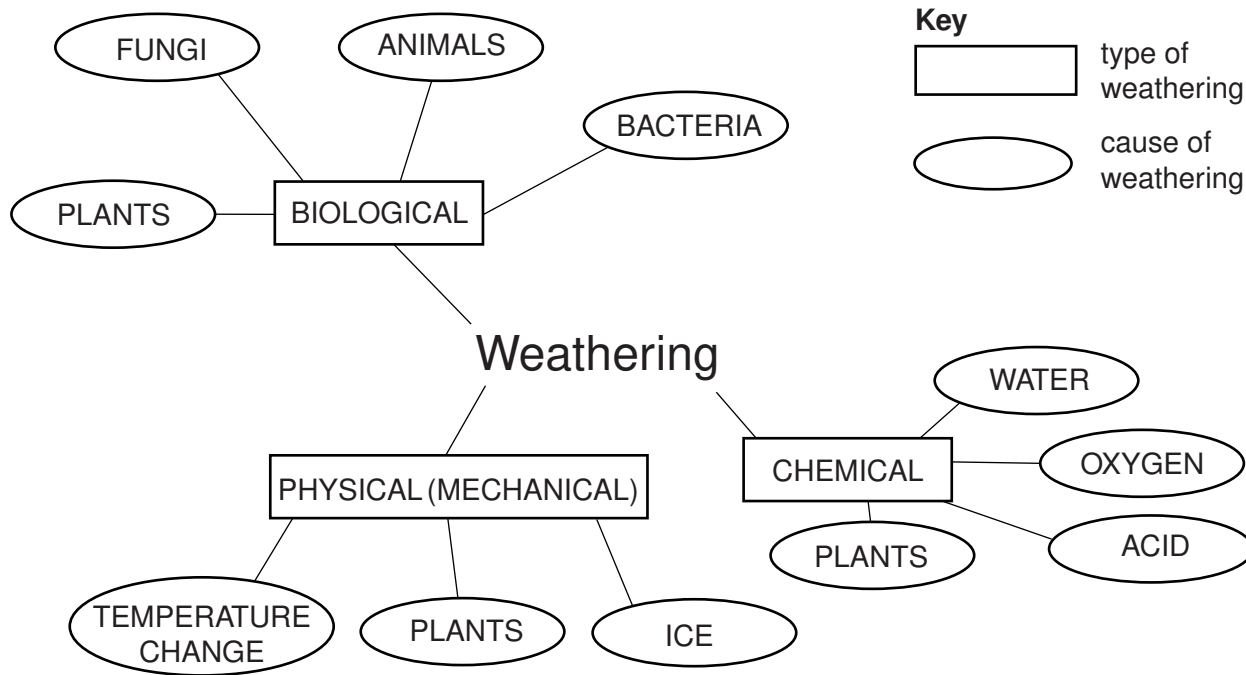 FUNGI
ANIMALS
BACTERIA
PLANTS
BIOLOGICAL
Key
type of
weathering
cause of
weathering
Weathering
WATER
OXYGEN
CHEMICAL
ACID
PLANTS
PHYSICAL (MECHANICAL)
TEMPERATURE
CHANGE
PLANTS
ICE